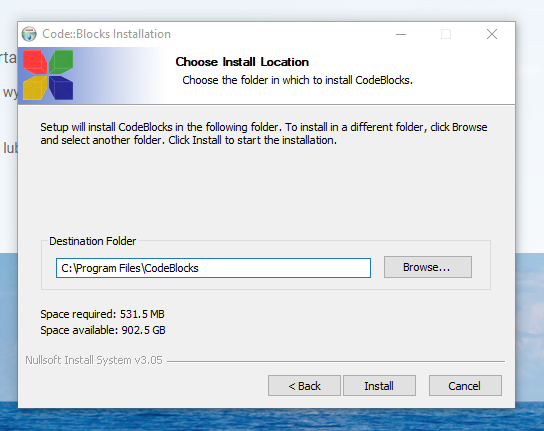 Code::Blocks Installation
Choose Install Location
Choose the folder in which to install CodeBlocks.
Setup will install CodeBlocks in the following folder. To install in a different folder, click Browse
and select another folder. Click Install to start the installation.
Destination Folder
C:\Program Files\CodeBlocks
Browse...
Space required: 531.5 MB
Space available: 902.5 GB
Nullsoft Install System v3.05
< Back
Install
Cancel
rta
wy
lub